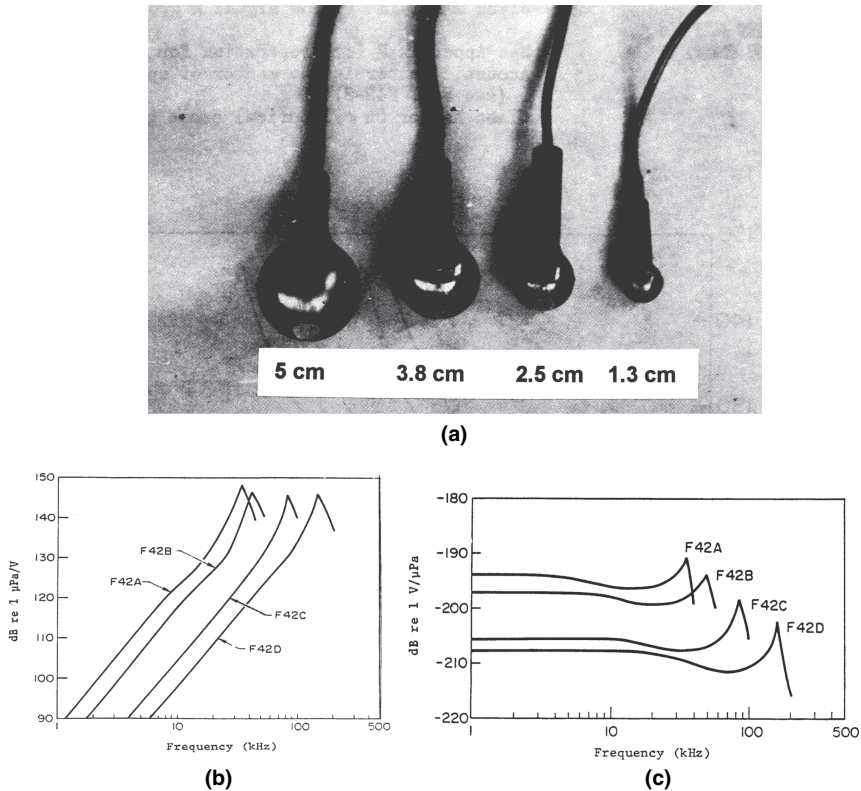 5 cm 3.8 cm 2.5 cm 1.3 cm
(a)
150
140
130
120
110
100
90
dB re 1 µPa/V
F42B
F42A
F42C
F42D
1 10 100 500
Frequency (kHz)
(b)
-180
-190
-200
-210
-220
dB re 1 V/µPa
F42A
F42B
F42C
F42D
1 10 100 500
Frequency (kHz)
(c)